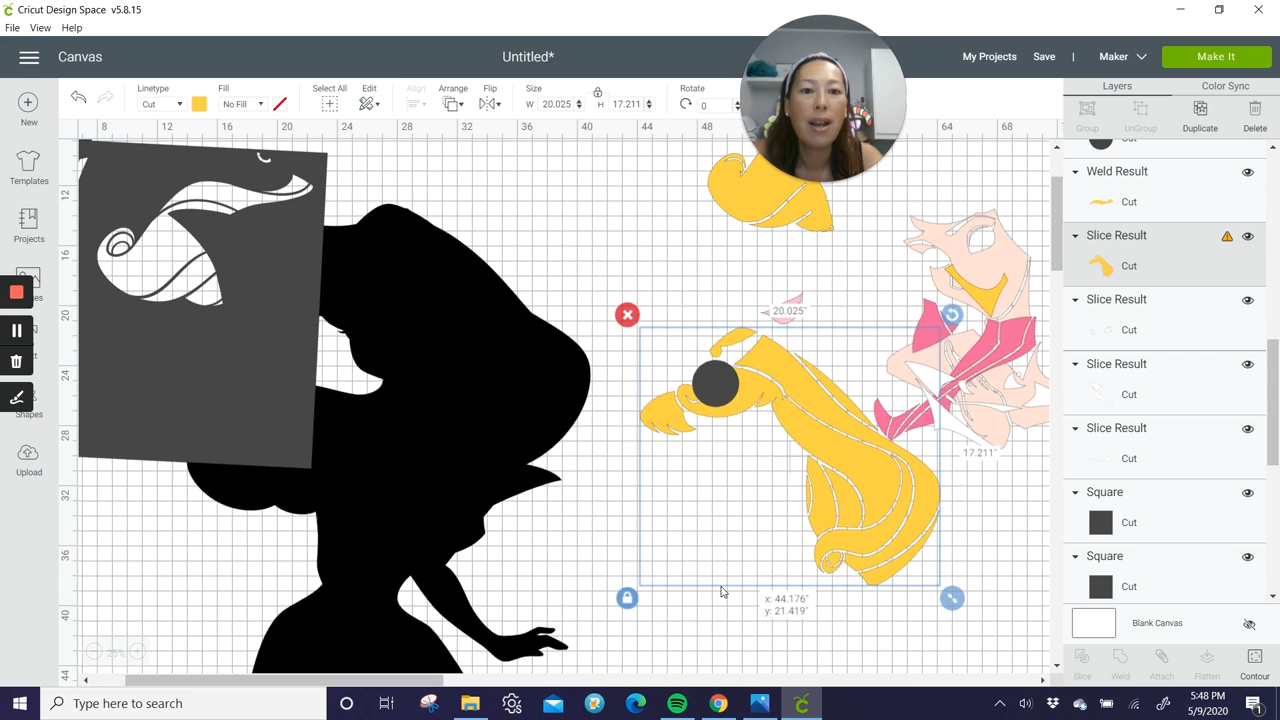 Cricut Design Space v5.8.15
File View Help
Canvas
Untitled*
My Projects Save | Maker Make It
Linetype
Cut
Fill
No Fill
Select All
Edit
Align
Arrange
Flip
Size
W 20.025
H 17.211
Rotate
0
Layers Color Sync
New
Templates
Projects
Shapes
Upload
Group UnGroup Duplicate Delete
8 12 16 20 24 28 32 36 40 44 48 64 68
12
16
20
24
28
32
36
40
44
20.025"
17.211"
x: 44.176"
y: 21.419"
25%
Cut
Weld Result
Cut
Slice Result
Cut
Slice Result
Cut
Slice Result
Cut
Slice Result
Cut
Square
Cut
Square
Cut
Blank Canvas
Slice Weld Attach Flatten Contour
Type here to search
5:48 PM
5/9/2020